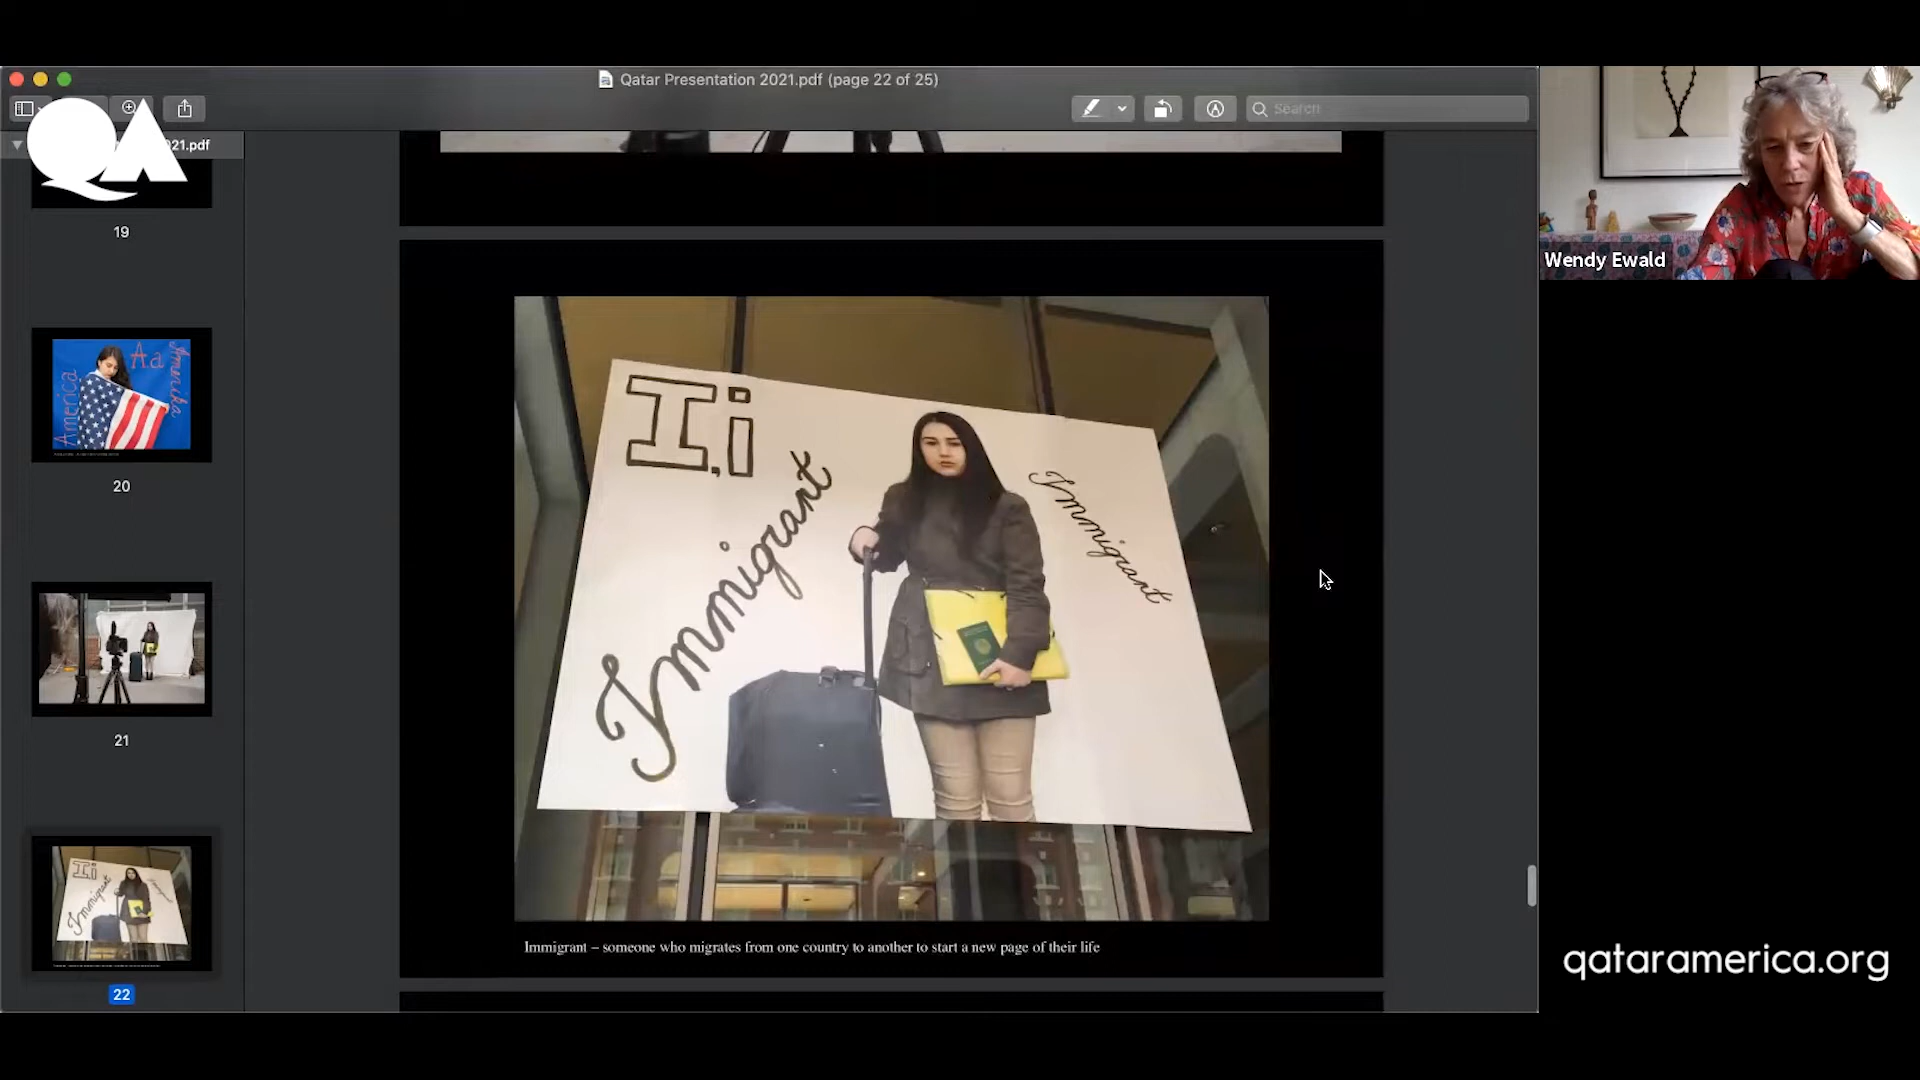 Qatar Presentation 2021.pdf (page 22 of 25)
Search
QA
21.pdf
19
America
Aa
Amerika
20
21
I,i
Immigrant
22
I,i
Immigrant
Immigrant
Immigrant – someone who migrates from one country to another to start a new page of their life
Wendy Ewald
qataramerica.org